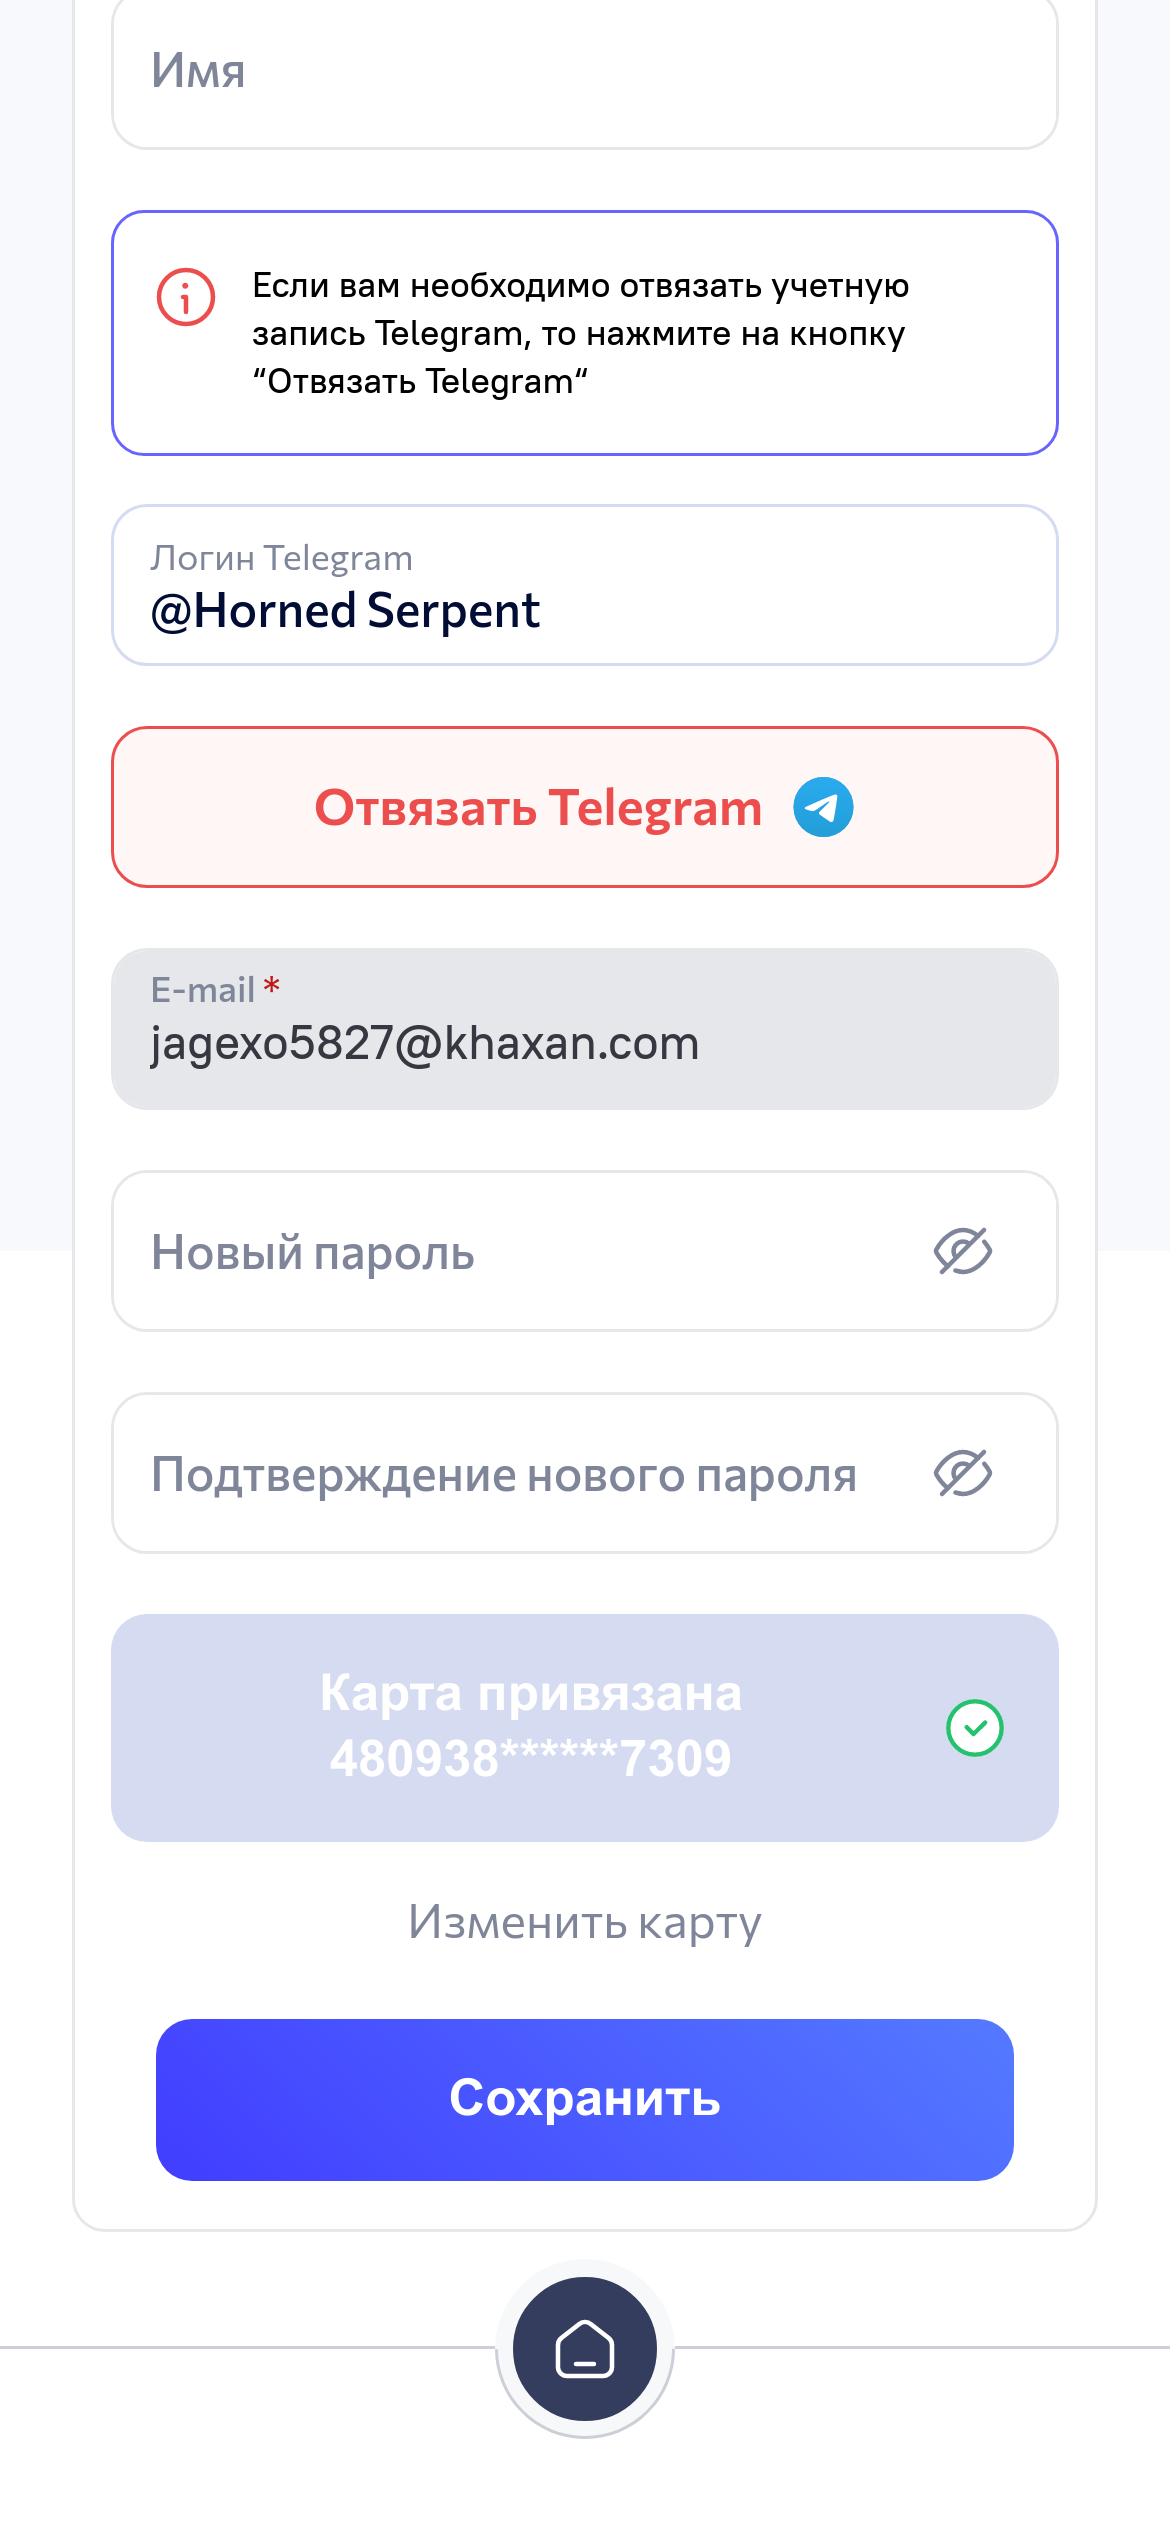 Имя
Если вам необходимо отвязать учетную
запись Telegram, то нажмите на кнопку
“Отвязать Telegram“
Логин Telegram
@Horned Serpent
Отвязать Telegram
E-mail *
jagexo5827@khaxan.com
Новый пароль
Подтверждение нового пароля
Карта привязана
480938******7309
Изменить карту
Сохранить